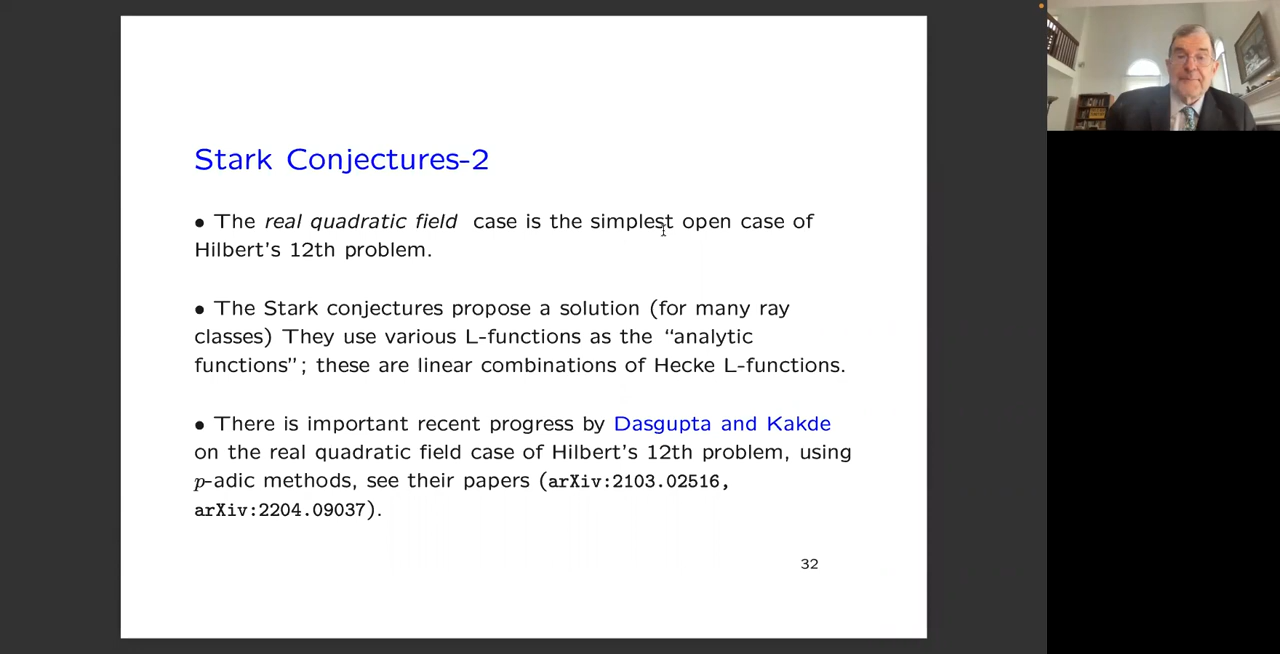 Stark Conjectures-2
• The real quadratic field case is the simplest open case of
Hilbert's 12th problem.
• The Stark conjectures propose a solution (for many ray
classes) They use various L-functions as the “analytic
functions”; these are linear combinations of Hecke L-functions.
• There is important recent progress by Dasgupta and Kakde
on the real quadratic field case of Hilbert's 12th problem, using
p-adic methods, see their papers (arXiv:2103.02516,
arXiv:2204.09037).
32